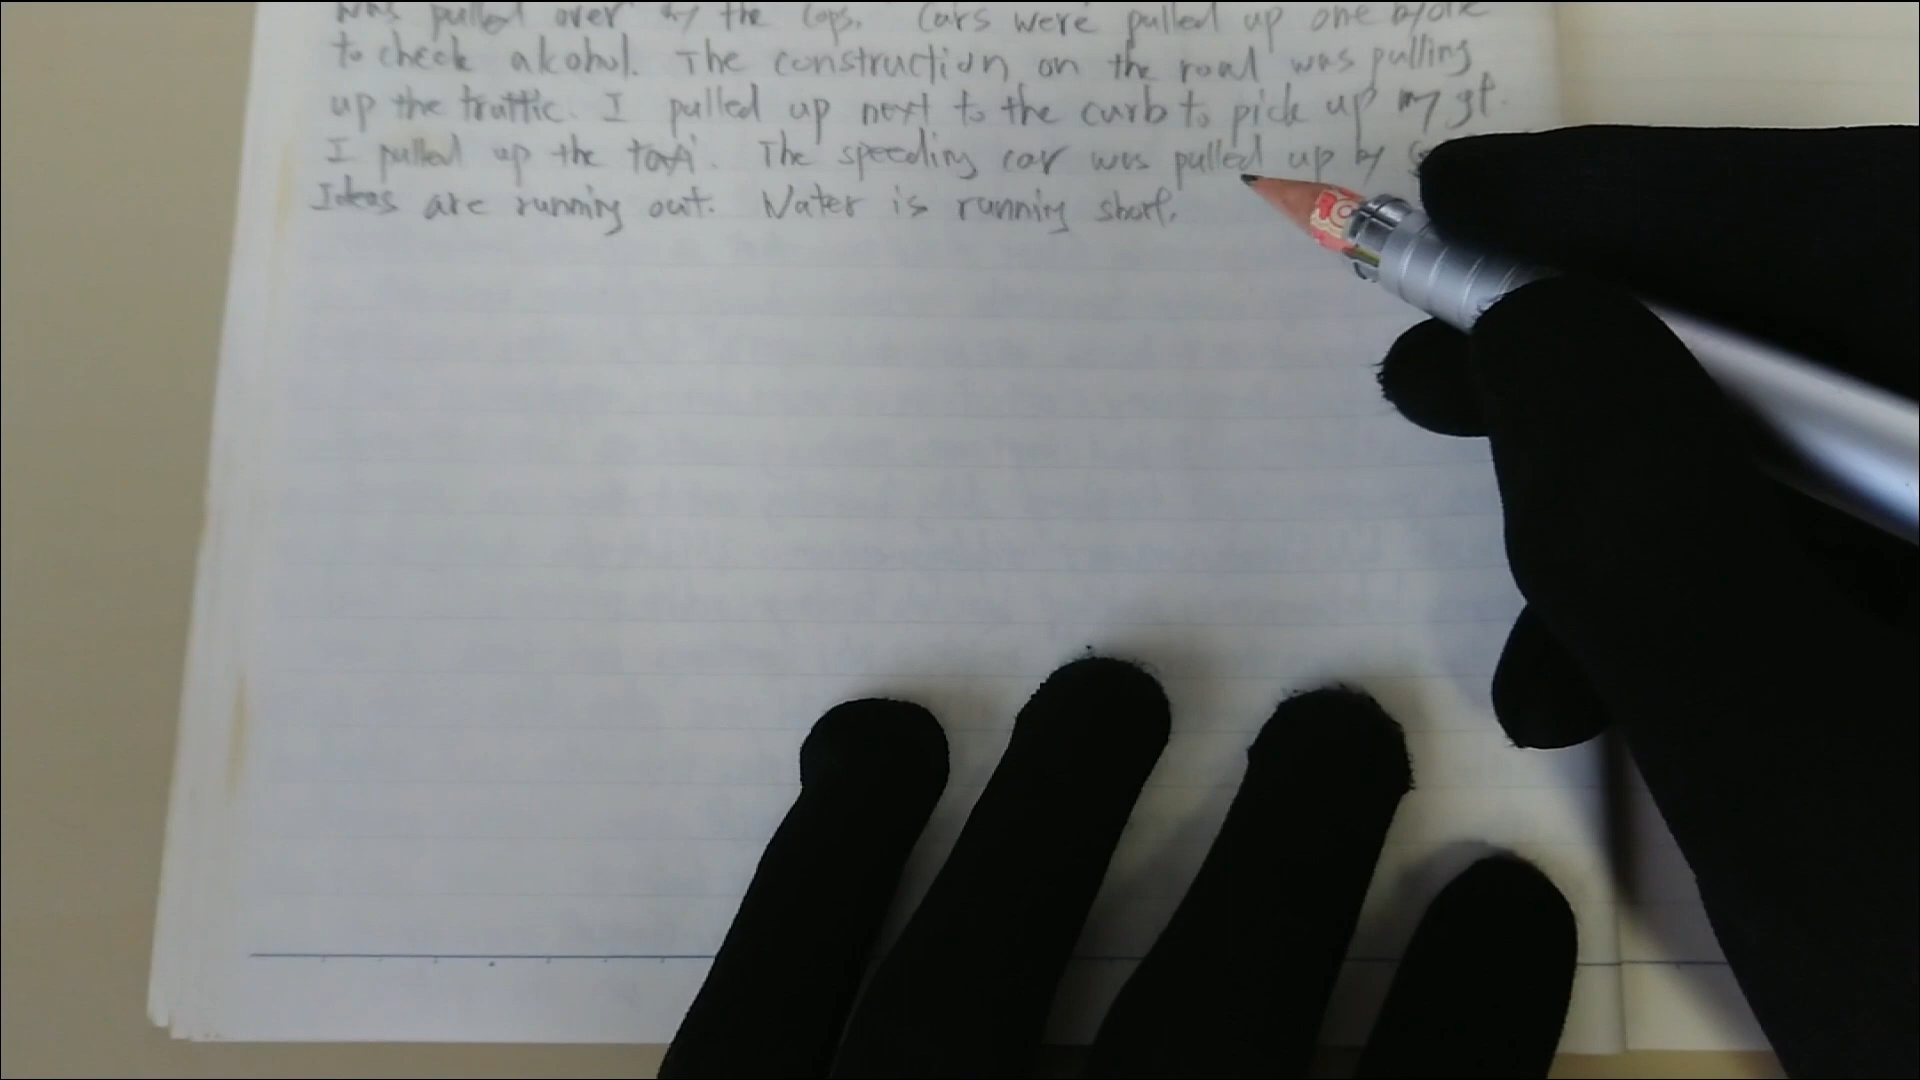 was pulled over by the cops. Cars were pulled up one by one
to check akohol. The construction on the road was pulling
up the traffic. I pulled up next to the curb to pick up my gf.
I pulled up the taxi. The speeding car was pulled up by
Ideas are running out. Water is running short.